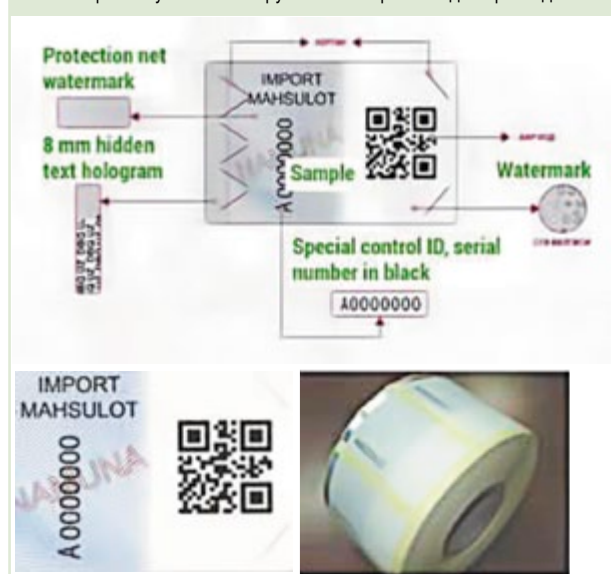 Protection net
watermark
IMPORT
MAHSULOT
A0000000
Sample
8 mm hidden
text hologram
Watermark
Special control ID, serial
number in black
A0000000
IMPORT
MAHSULOT
NAMUNA
A0000000